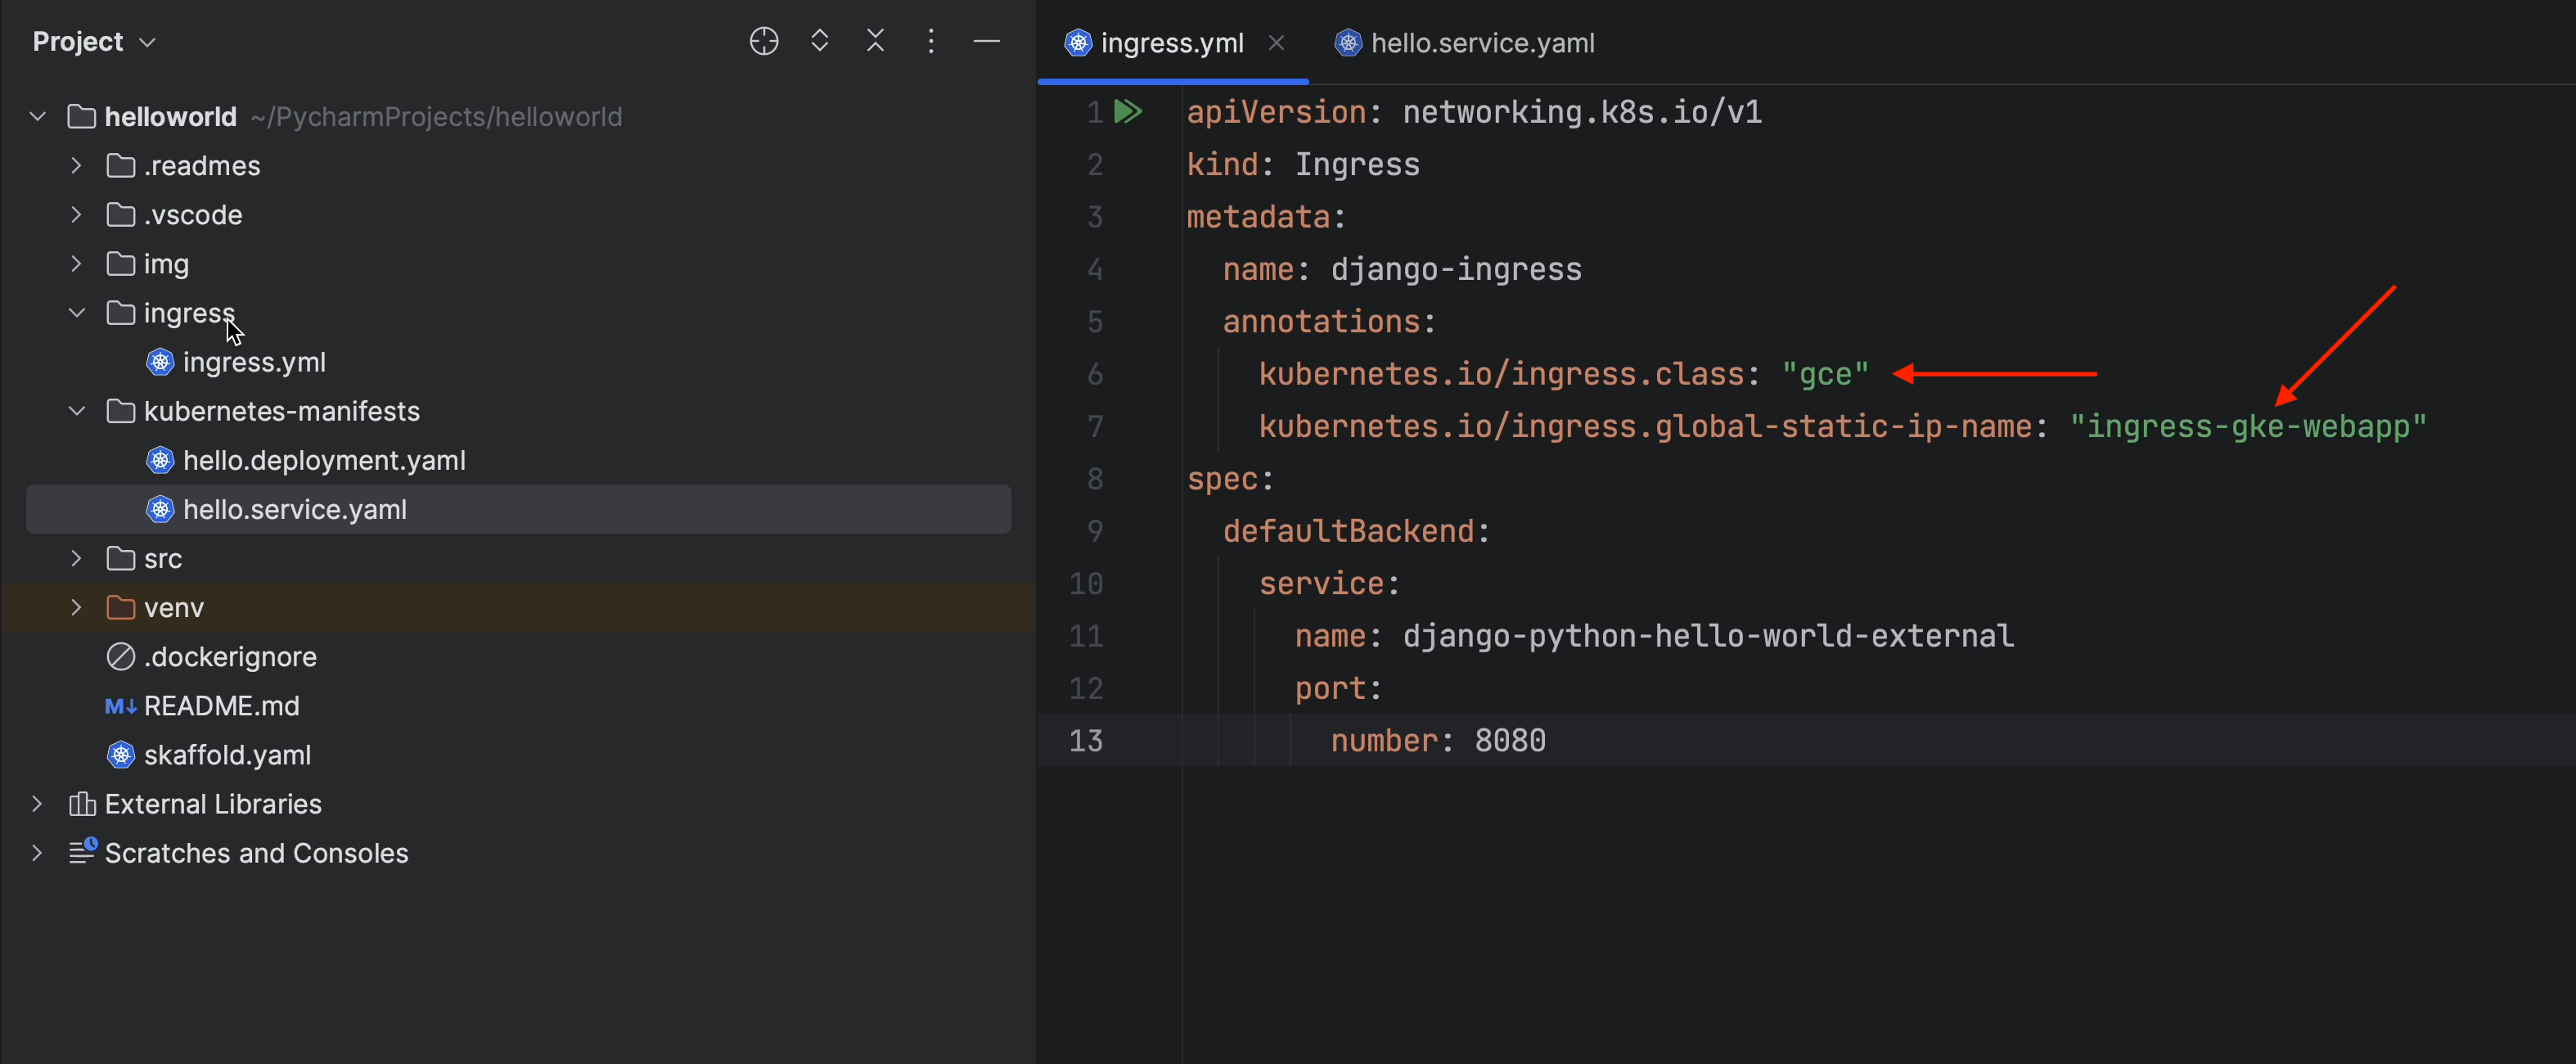 Project
helloworld ~/PycharmProjects/helloworld
.readmes
.vscode
img
ingress
ingress.yml
kubernetes-manifests
hello.deployment.yaml
hello.service.yaml
src
venv
.dockerignore
M↓ README.md
skaffold.yaml
External Libraries
Scratches and Consoles
ingress.yml hello.service.yaml
1 apiVersion: networking.k8s.io/v1
2 kind: Ingress
3 metadata:
4 name: django-ingress
5 annotations:
6 kubernetes.io/ingress.class: "gce"
7 kubernetes.io/ingress.global-static-ip-name: "ingress-gke-webapp"
8 spec:
9 defaultBackend:
10 service:
11 name: django-python-hello-world-external
12 port:
13 number: 8080